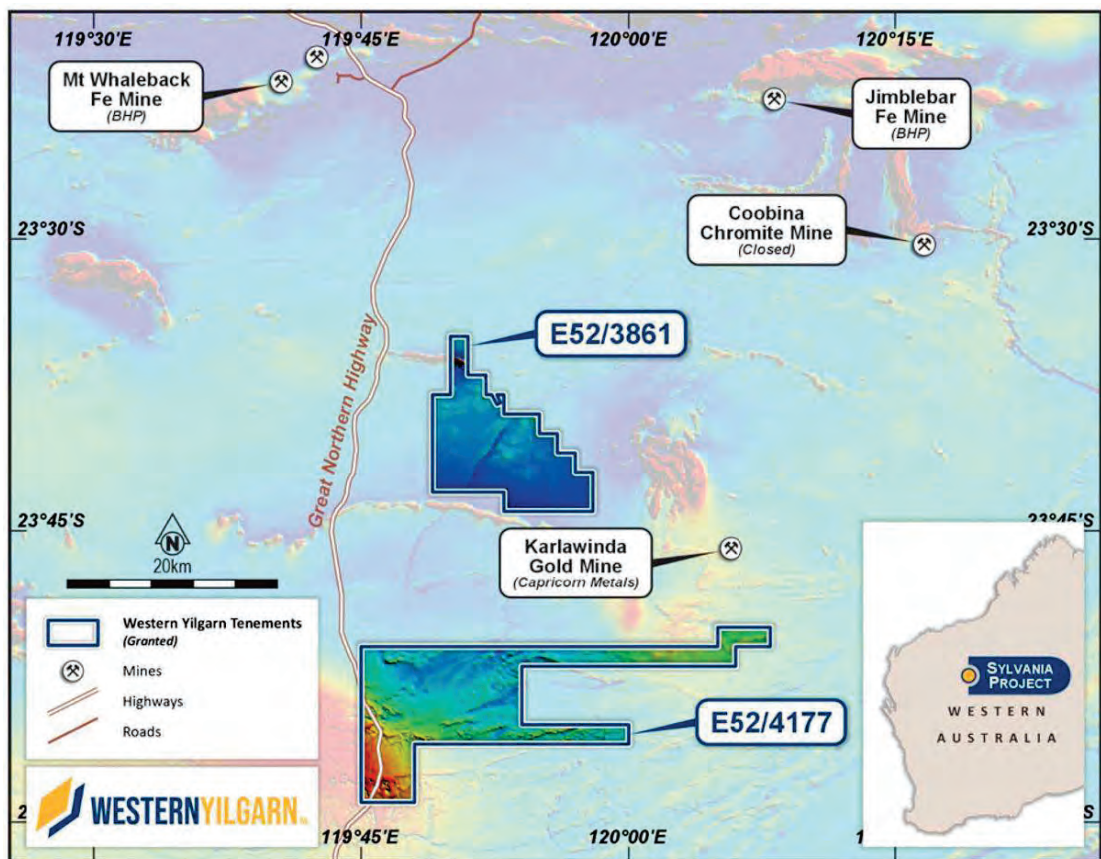 119°30'E
119°45'E
120°00'E
120°15'E
Mt Whaleback
Fe Mine
(BHP)
Jimblebar
Fe Mine
(BHP)
Coobina
Chromite Mine
(Closed)
23°30'S
23°30'S
E52/3861
Great Northern Highway
23°45'S
23°45'S
Karlawinda
Gold Mine
(Capricorn Metals)
N
20km
Western Yilgarn Tenements
(Granted)
Mines
Highways
Roads
E52/4177
SYLVANIA
PROJECT
WESTERN
AUSTRALIA
WESTERNYILGARN
119°45'E
120°00'E